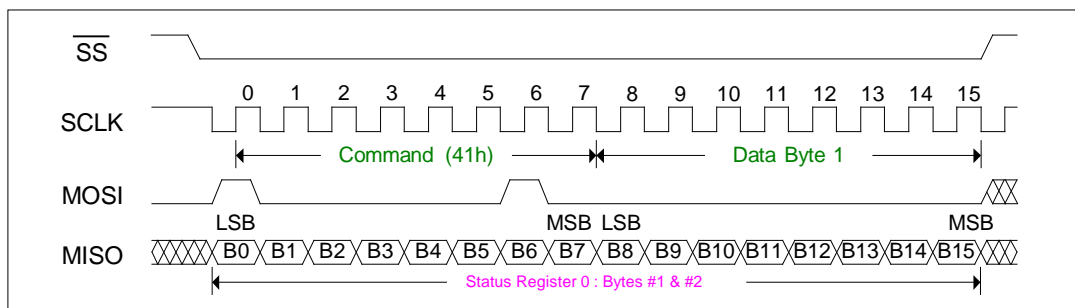 SS
0 1 2 3 4 5 6 7 8 9 10 11 12 13 14 15
SCLK
Command (41h) Data Byte 1
MOSI
LSB MSB LSB MSB
MISO B0 B1 B2 B3 B4 B5 B6 B7 B8 B9 B10 B11 B12 B13 B14 B15
Status Register 0 : Bytes #1 & #2